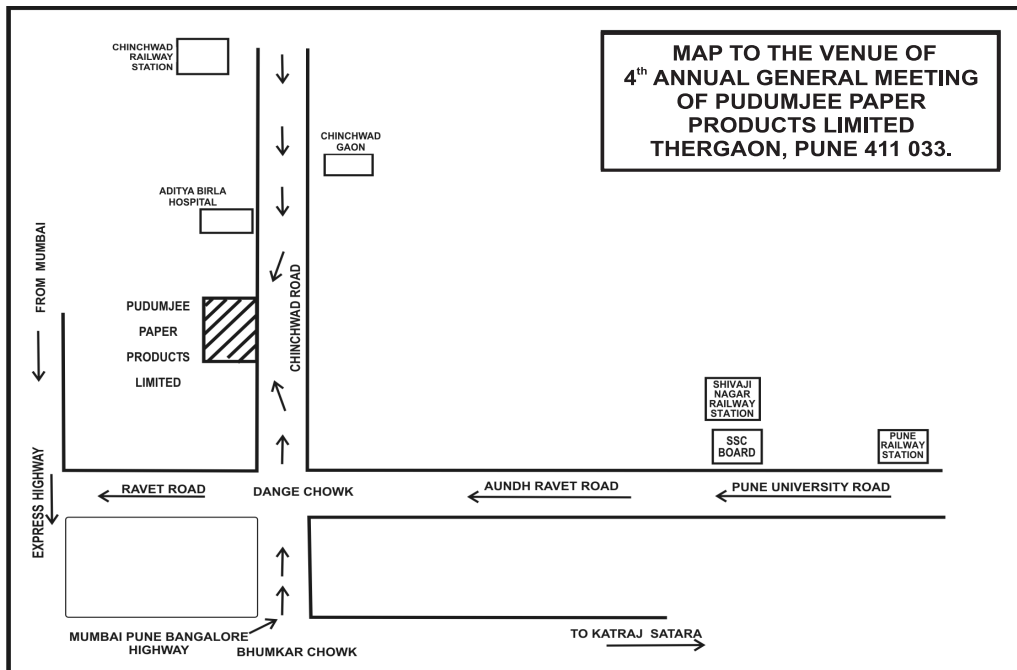 MAP TO THE VENUE OF
4th ANNUAL GENERAL MEETING
OF PUDUMJEE PAPER
PRODUCTS LIMITED
THERGAON, PUNE 411 033.
CHINCHWAD
RAILWAY
STATION
CHINCHWAD
GAON
ADITYA BIRLA
HOSPITAL
FROM MUMBAI
PUDUMJEE
PAPER
PRODUCTS
LIMITED
CHINCHWAD ROAD
SHIVAJI
NAGAR
RAILWAY
STATION
SSC
BOARD
PUNE
RAILWAY
STATION
EXPRESS HIGHWAY
RAVET ROAD
DANGE CHOWK
AUNDH RAVET ROAD
PUNE UNIVERSITY ROAD
MUMBAI PUNE BANGALORE
HIGHWAY
BHUMKAR CHOWK
TO KATRAJ SATARA